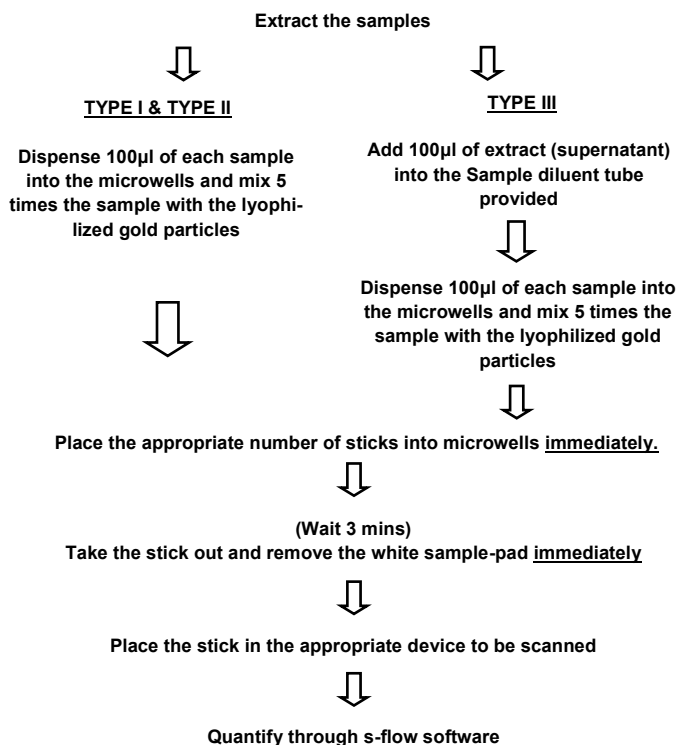 Extract the samples
TYPE I & TYPE II
Dispense 100µl of each sample
into the microwells and mix 5
times the sample with the lyophi-
lized gold particles
TYPE III
Add 100µl of extract (supernatant)
into the Sample diluent tube
provided
Dispense 100µl of each sample into
the microwells and mix 5 times the
sample with the lyophilized gold
particles
Place the appropriate number of sticks into microwells immediately.
(Wait 3 mins)
Take the stick out and remove the white sample-pad immediately
Place the stick in the appropriate device to be scanned
Quantify through s-flow software